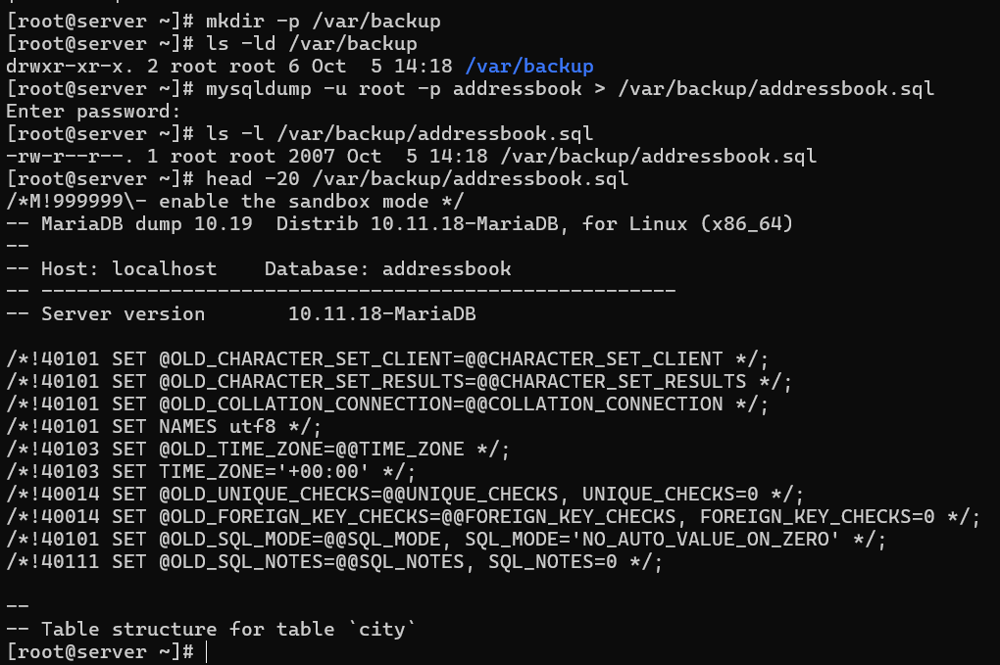 [root@server ~]# mkdir -p /var/backup
[root@server ~]# ls -ld /var/backup
drwxr-xr-x. 2 root root 6 Oct  5 14:18 /var/backup
[root@server ~]# mysqldump -u root -p addressbook > /var/backup/addressbook.sql
Enter password:
[root@server ~]# ls -l /var/backup/addressbook.sql
-rw-r--r--. 1 root root 2007 Oct  5 14:18 /var/backup/addressbook.sql
[root@server ~]# head -20 /var/backup/addressbook.sql
/*M!999999\- enable the sandbox mode */
-- MariaDB dump 10.19  Distrib 10.11.18-MariaDB, for Linux (x86_64)
--
-- Host: localhost    Database: addressbook
-- ------------------------------------------------------
-- Server version       10.11.18-MariaDB

/*!40101 SET @OLD_CHARACTER_SET_CLIENT=@@CHARACTER_SET_CLIENT */;
/*!40101 SET @OLD_CHARACTER_SET_RESULTS=@@CHARACTER_SET_RESULTS */;
/*!40101 SET @OLD_COLLATION_CONNECTION=@@COLLATION_CONNECTION */;
/*!40101 SET NAMES utf8 */;
/*!40103 SET @OLD_TIME_ZONE=@@TIME_ZONE */;
/*!40103 SET TIME_ZONE='+00:00' */;
/*!40014 SET @OLD_UNIQUE_CHECKS=@@UNIQUE_CHECKS, UNIQUE_CHECKS=0 */;
/*!40014 SET @OLD_FOREIGN_KEY_CHECKS=@@FOREIGN_KEY_CHECKS, FOREIGN_KEY_CHECKS=0 */;
/*!40101 SET @OLD_SQL_MODE=@@SQL_MODE, SQL_MODE='NO_AUTO_VALUE_ON_ZERO' */;
/*!40111 SET @OLD_SQL_NOTES=@@SQL_NOTES, SQL_NOTES=0 */;

--
-- Table structure for table `city`
[root@server ~]#